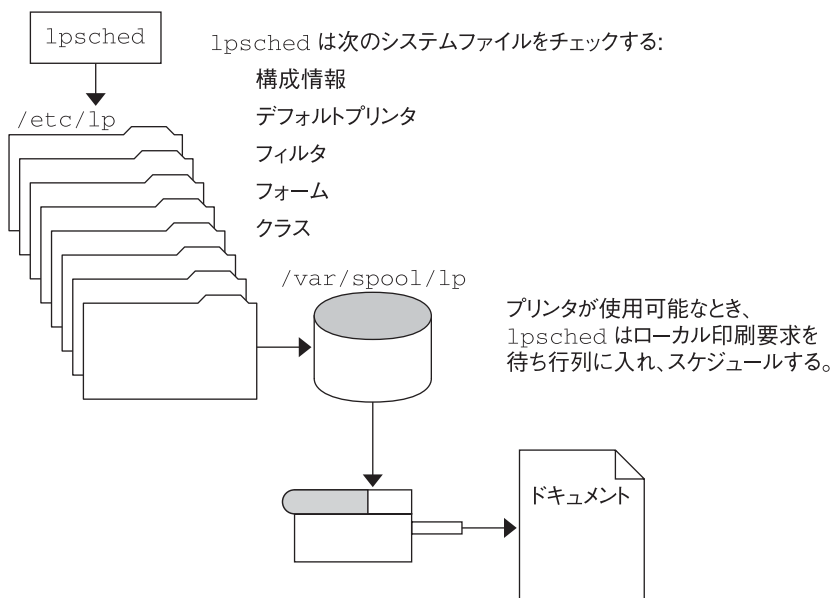 lpsched
lpsched は次のシステムファイルをチェックする:
構成情報
デフォルトプリンタ
フィルタ
フォーム
クラス
/etc/lp
/var/spool/lp
プリンタが使用可能なとき、
lpsched はローカル印刷要求を
待ち行列に入れ、スケジュールする。
ドキュメント